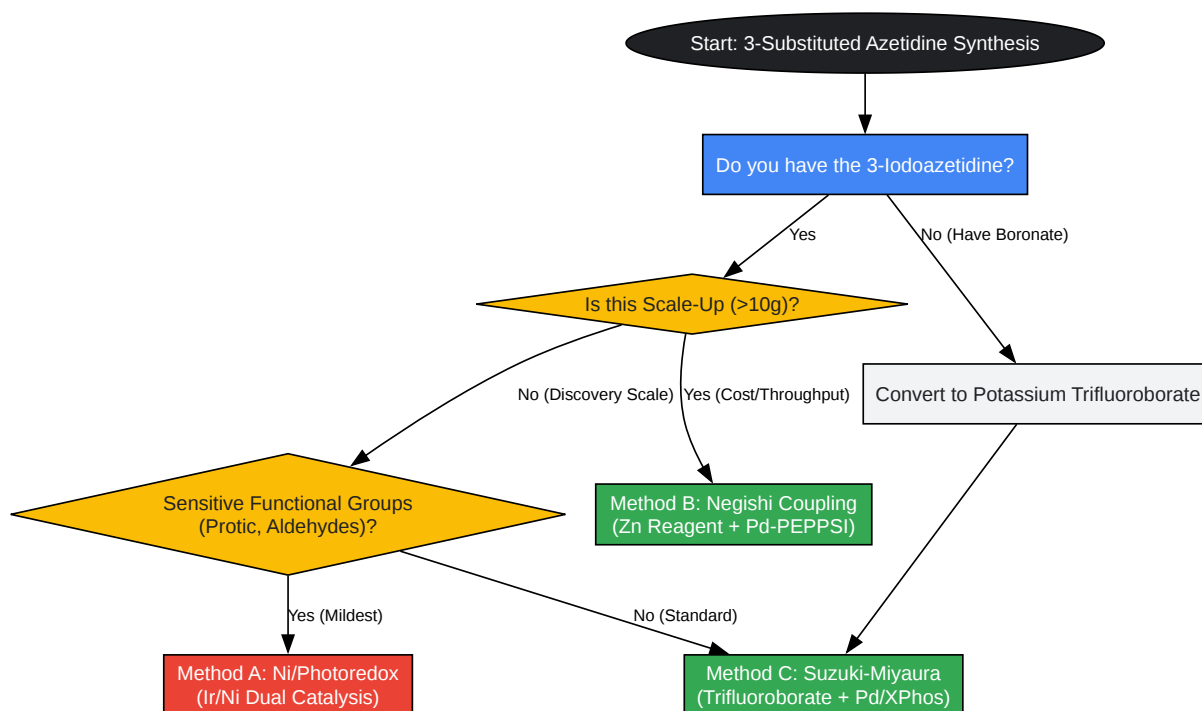 Start: 3-Substituted Azetidine Synthesis
Do you have the 3-Iodoazetidine?
Yes
No (Have Boronate)
Is this Scale-Up (>10g)?
No (Discovery Scale)
Yes (Cost/Throughput)
Convert to Potassium Trifluoroborate
Sensitive Functional Groups
(Protic, Aldehydes)?
Method B: Negishi Coupling
(Zn Reagent + Pd-PEPPSI)
Yes (Mildest)
No (Standard)
Method A: Ni/Photoredox
(Ir/Ni Dual Catalysis)
Method C: Suzuki-Miyaura
(Trifluoroborate + Pd/XPhos)